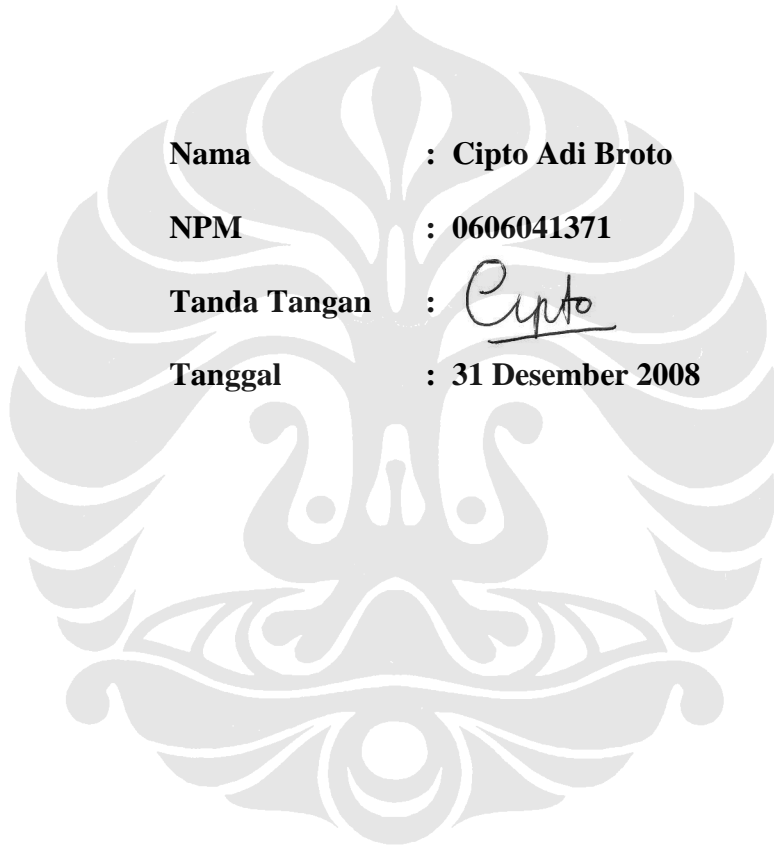 Nama : Cipto Adi Broto
NPM : 0606041371
Tanda Tangan : Cipto
Tanggal : 31 Desember 2008